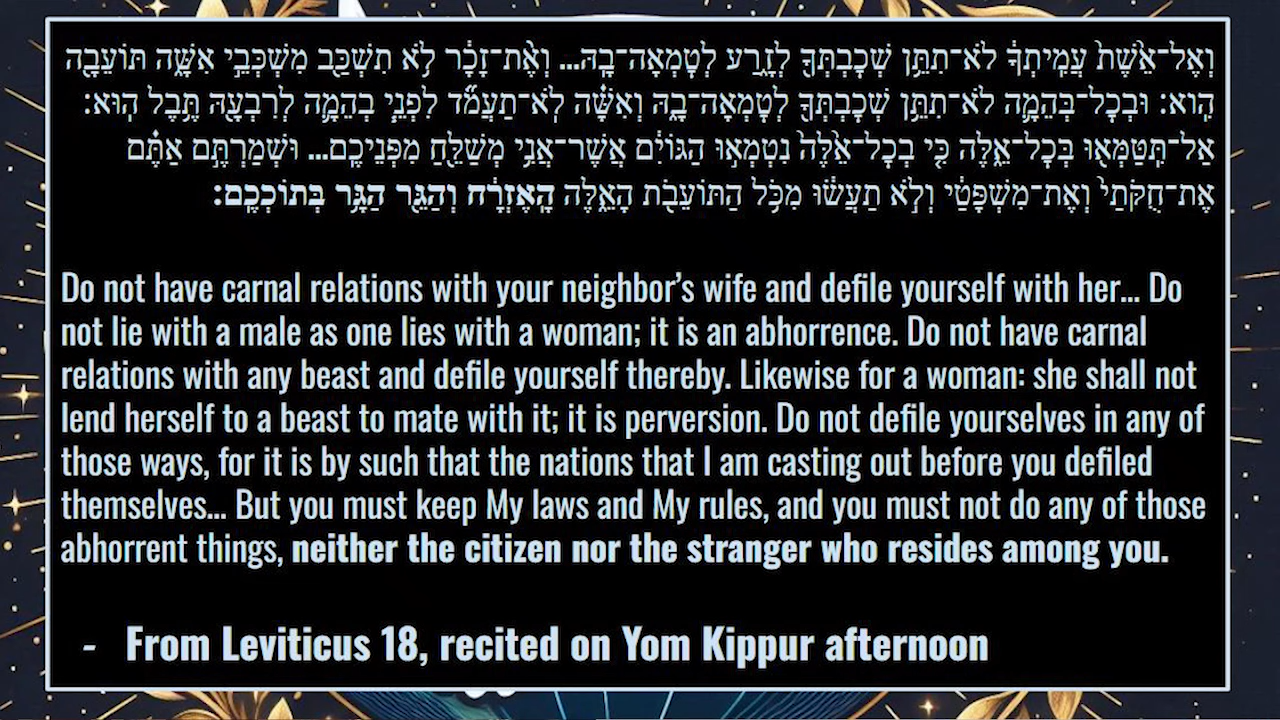 וְאֶל־אֵ֙שֶׁת֙ עֲמִֽיתְךָ֔ לֹא־תִתֵּ֥ן שְׁכׇבְתְּךָ֖ לְזָ֑רַע לְטׇמְאָה־בָֽהּ... וְאֶ֨ת־זָכָ֔ר לֹ֥א תִשְׁכַּ֖ב מִשְׁכְּבֵ֣י אִשָּׁ֑ה תּוֹעֵבָ֖ה
הִֽוא׃ וּבְכׇל־בְּהֵמָ֛ה לֹא־תִתֵּ֥ן שְׁכׇבְתְּךָ֖ לְטׇמְאָה־בָ֑הּ וְאִשָּׁ֗ה לֹֽא־תַעֲמֹ֞ד לִפְנֵ֧י בְהֵמָ֛ה לְרִבְעָ֖הּ תֶּ֥בֶל הֽוּא׃
אַל־תִּֽטַּמְּא֖וּ בְּכׇל־אֵ֑לֶּה כִּ֤י בְכׇל־אֵ֙לֶּה֙ נִטְמְא֣וּ הַגּוֹיִ֔ם אֲשֶׁר־אֲנִ֥י מְשַׁלֵּ֖חַ מִפְּנֵיכֶֽם... וּשְׁמַרְתֶּ֣ם אַתֶּ֗ם
אֶת־חֻקֹּתַי֙ וְאֶת־מִשְׁפָּטַ֔י וְלֹ֣א תַעֲשׂ֔וּ מִכֹּ֥ל הַתּוֹעֵבֹ֖ת הָאֵ֑לֶּה הָֽאֶזְרָ֔ח וְהַגֵּ֖ר הַגָּ֥ר בְּתוֹכְכֶֽם׃
Do not have carnal relations with your neighbor’s wife and defile yourself with her... Do
not lie with a male as one lies with a woman; it is an abhorrence. Do not have carnal
relations with any beast and defile yourself thereby. Likewise for a woman: she shall not
lend herself to a beast to mate with it; it is perversion. Do not defile yourselves in any of
those ways, for it is by such that the nations that I am casting out before you defiled
themselves... But you must keep My laws and My rules, and you must not do any of those
abhorrent things, neither the citizen nor the stranger who resides among you.
- From Leviticus 18, recited on Yom Kippur afternoon